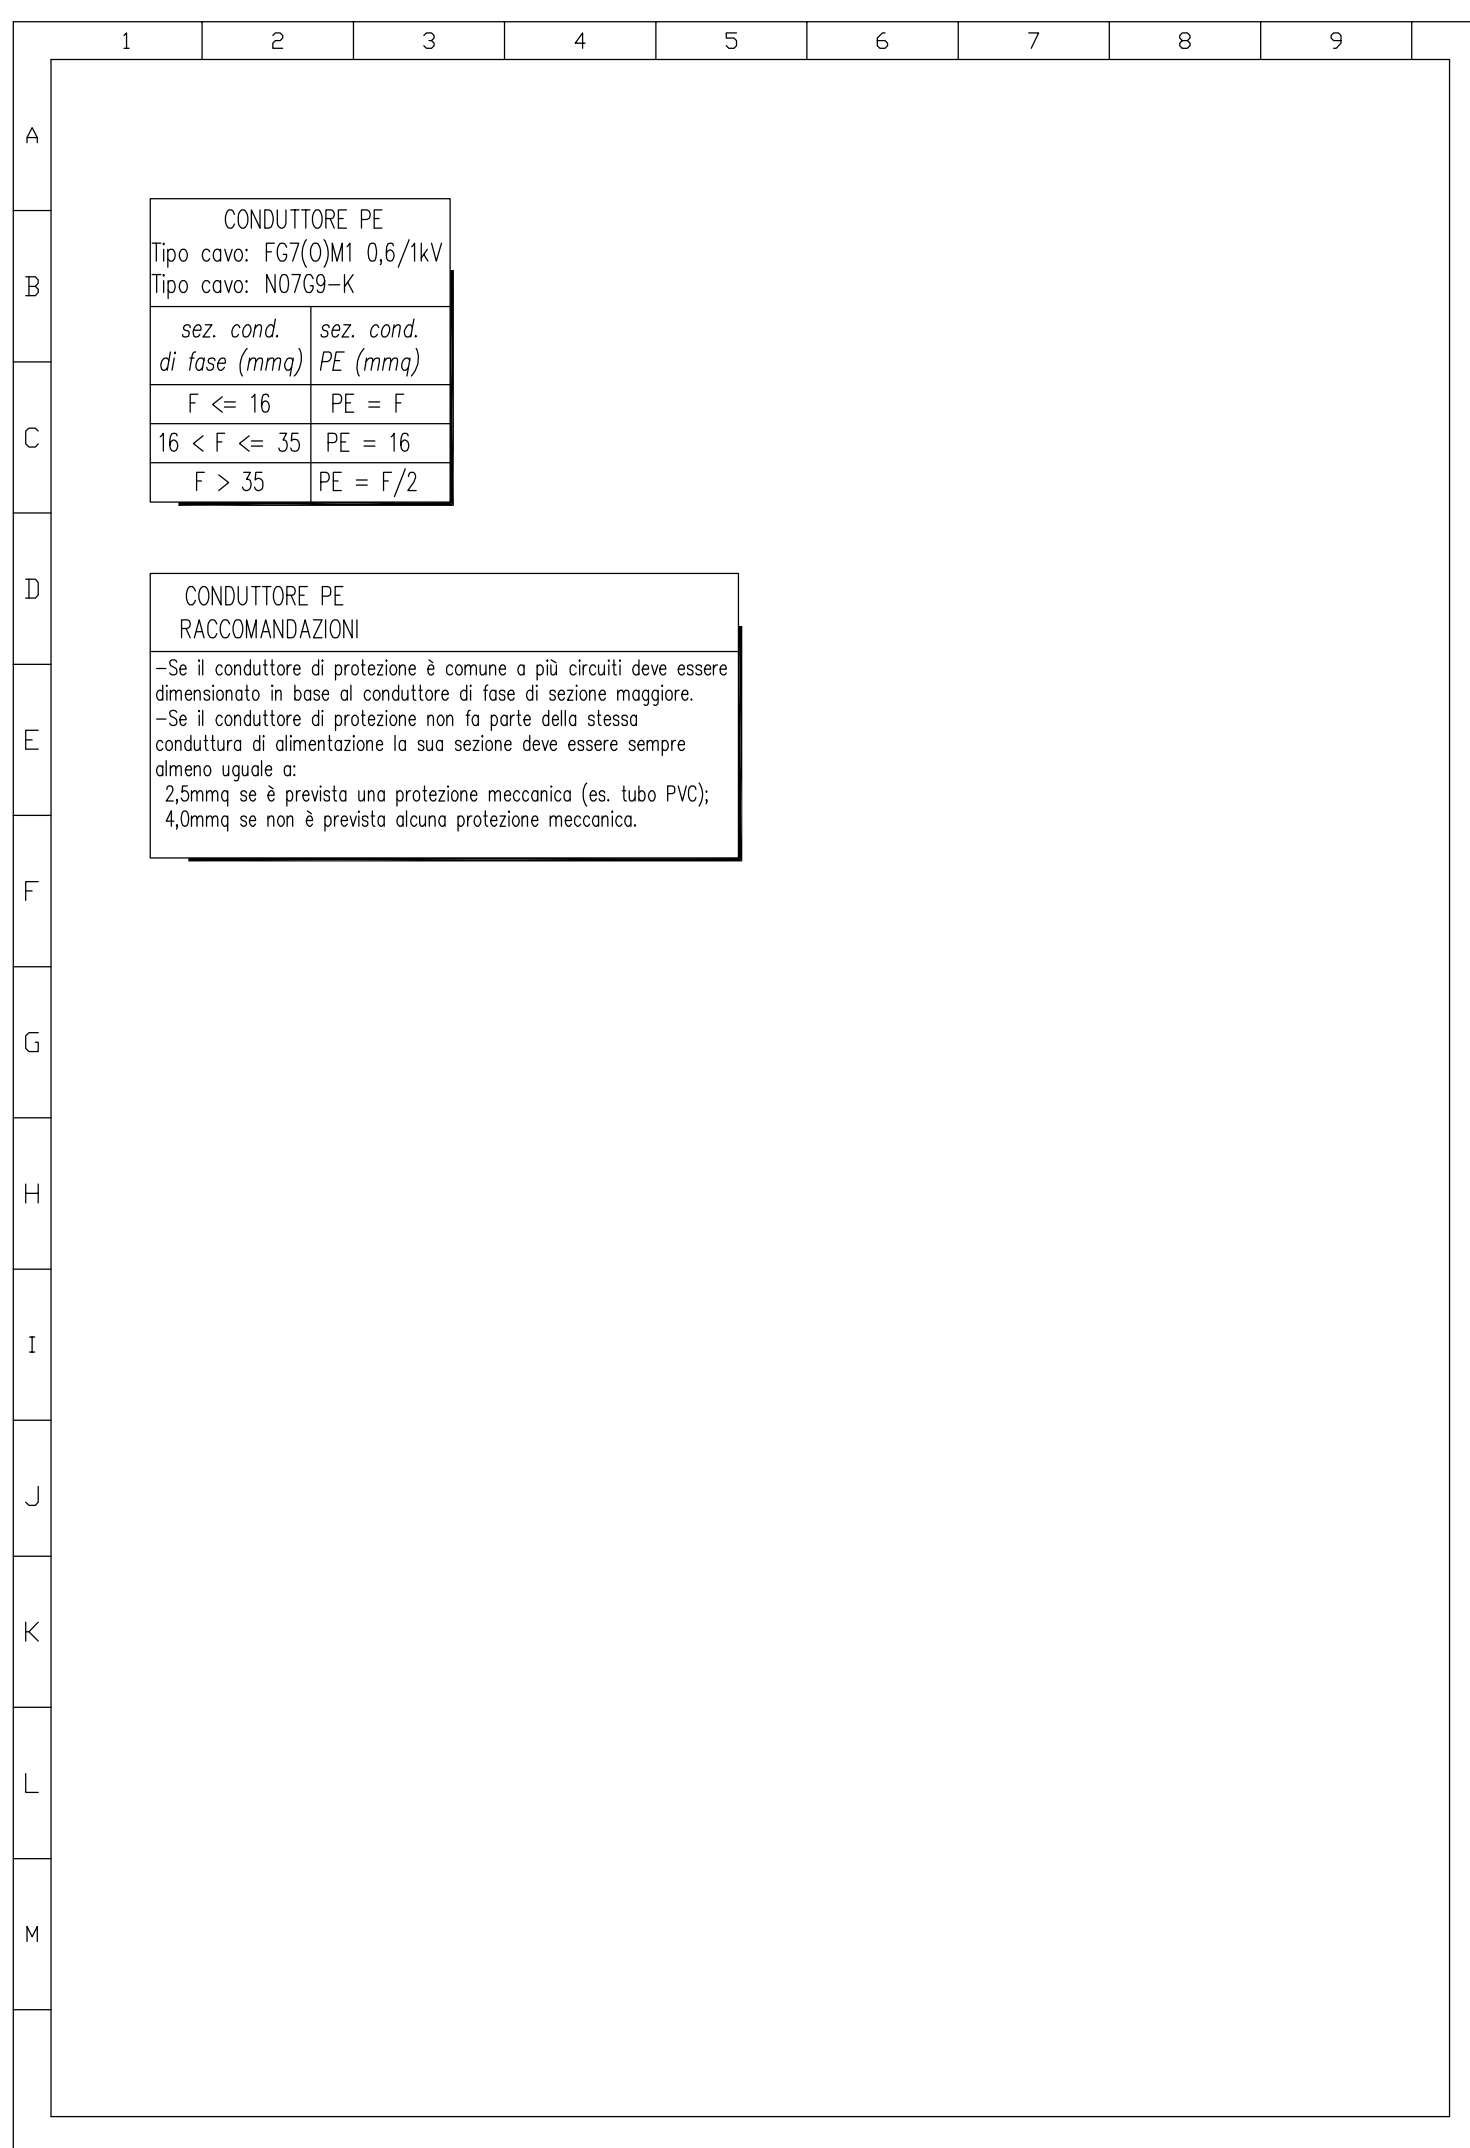 1 2 3 4 5 6 7 8 9
A
CONDUTTORE PE
Tipo cavo: FG7(O)M1 0,6/1kV
Tipo cavo: N07G9-K
B
sez. cond. di fase (mmq) sez. cond. PE (mmq)
F <= 16 PE = F
C
16 < F <= 35 PE = 16
F > 35 PE = F/2
D
CONDUTTORE PE
RACCOMANDAZIONI
-Se il conduttore di protezione è comune a più circuiti deve essere
dimensionato in base al conduttore di fase di sezione maggiore.
-Se il conduttore di protezione non fa parte della stessa
E
conduttura di alimentazione la sua sezione deve essere sempre
almeno uguale a:
2,5mmq se è prevista una protezione meccanica (es. tubo PVC);
4,0mmq se non è prevista alcuna protezione meccanica.
F
G
H
I
J
K
L
M